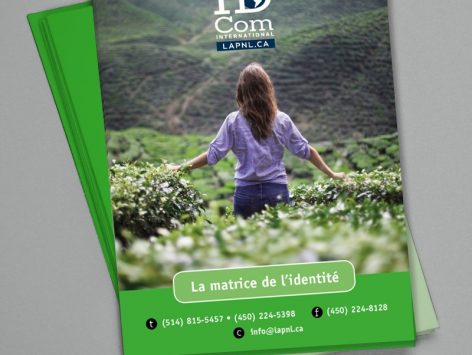 ID
Com
INTERNATIONAL
LAPNL.CA
La matrice de l'identité
t (514) 815-5457 • (450) 224-5398 f (450) 224-8128
c info@lapnl.ca